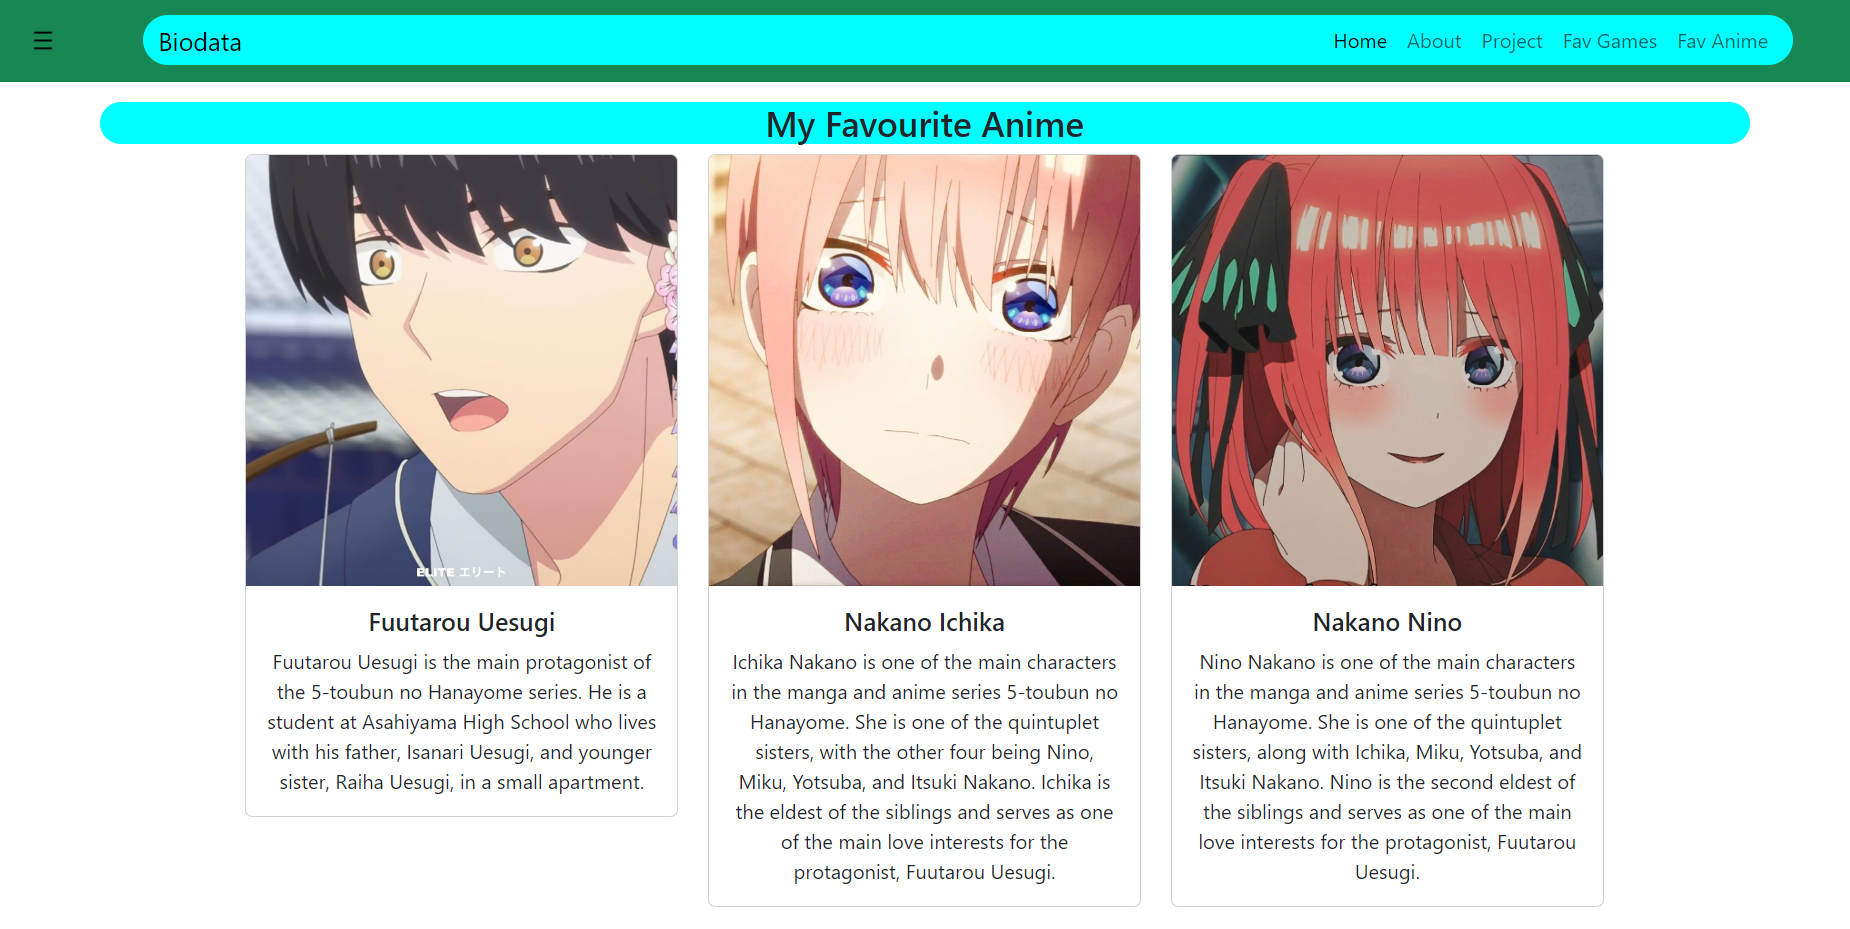 ☰
Biodata
Home About Project Fav Games Fav Anime
My Favourite Anime
ELITE エリート
Fuutarou Uesugi
Fuutarou Uesugi is the main protagonist of
the 5-toubun no Hanayome series. He is a
student at Asahiyama High School who lives
with his father, Isanari Uesugi, and younger
sister, Raiha Uesugi, in a small apartment.
Nakano Ichika
Ichika Nakano is one of the main characters
in the manga and anime series 5-toubun no
Hanayome. She is one of the quintuplet
sisters, with the other four being Nino,
Miku, Yotsuba, and Itsuki Nakano. Ichika is
the eldest of the siblings and serves as one
of the main love interests for the
protagonist, Fuutarou Uesugi.
Nakano Nino
Nino Nakano is one of the main characters
in the manga and anime series 5-toubun no
Hanayome. She is one of the quintuplet
sisters, along with Ichika, Miku, Yotsuba, and
Itsuki Nakano. Nino is the second eldest of
the siblings and serves as one of the main
love interests for the protagonist, Fuutarou
Uesugi.